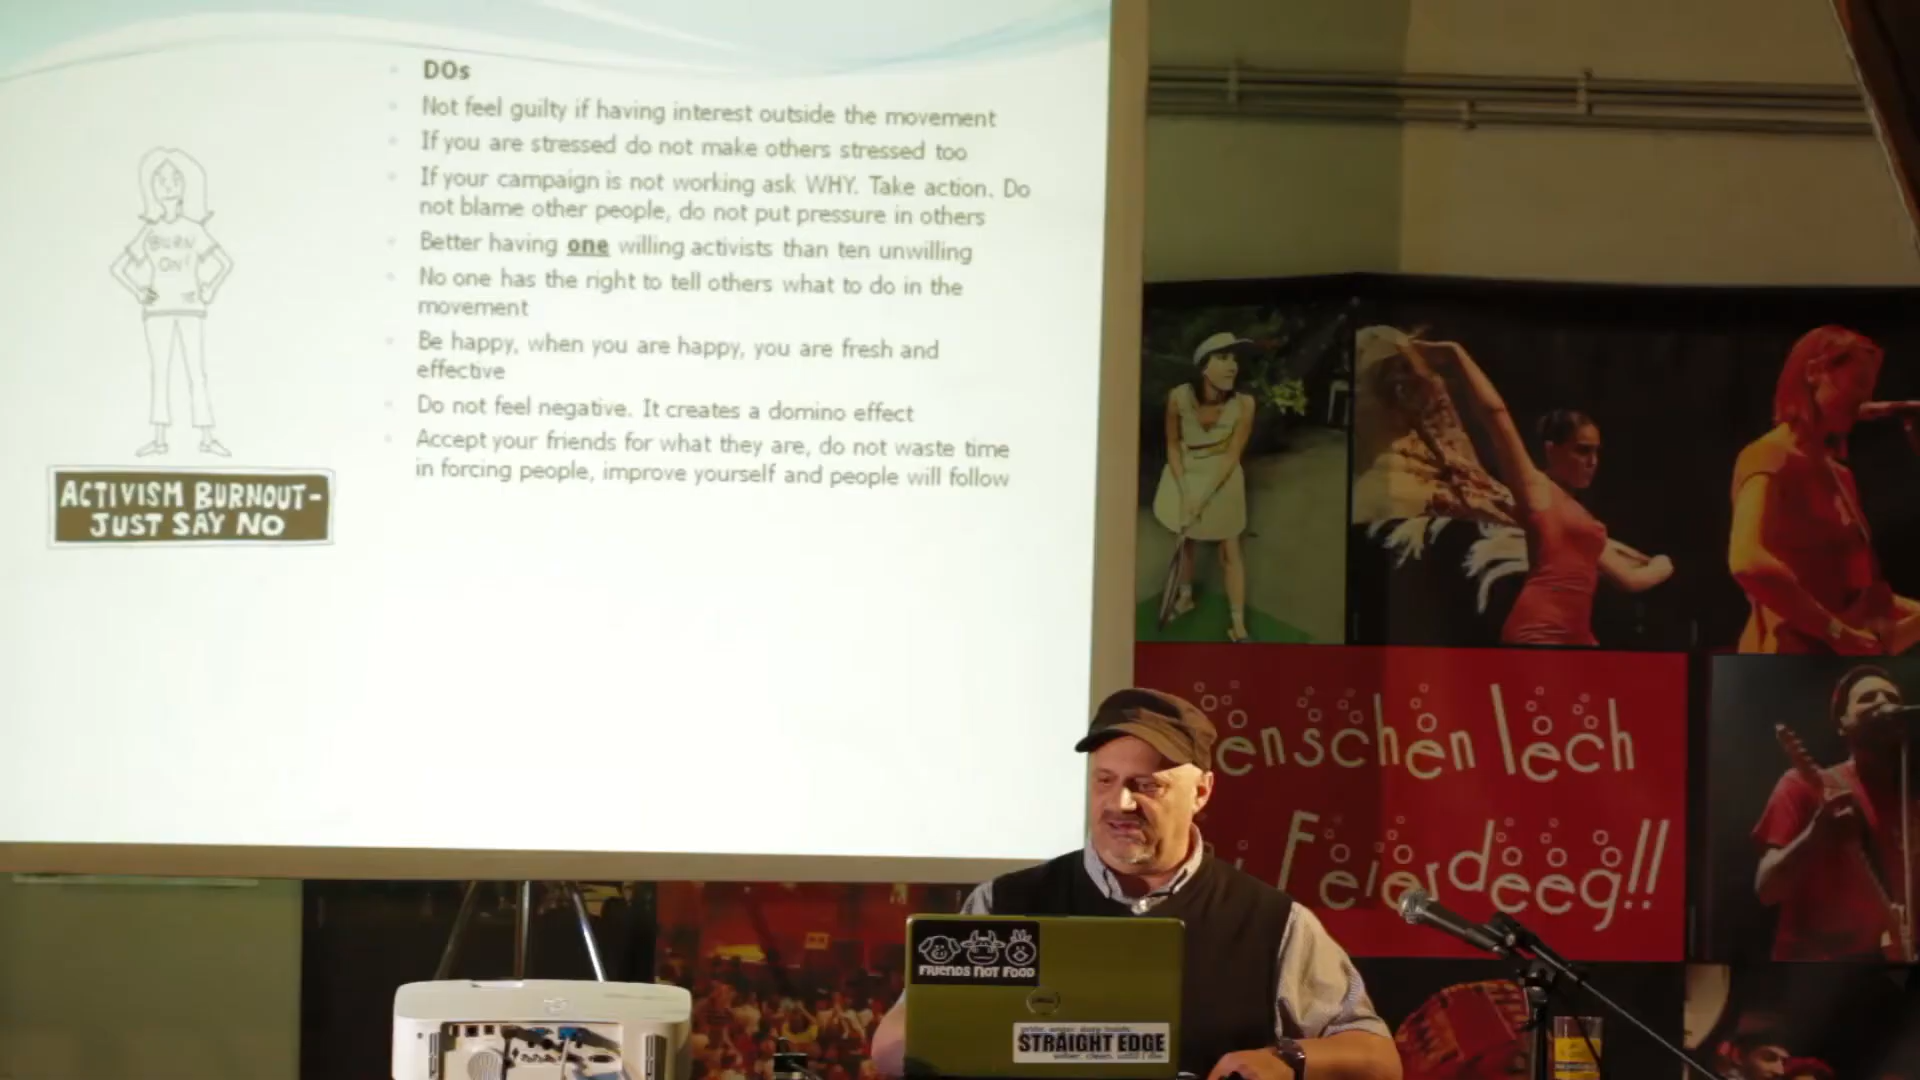 DOs
Not feel guilty if having interest outside the movement
If you are stressed do not make others stressed too
If your campaign is not working ask WHY. Take action. Do
not blame other people, do not put pressure in others
Better having one willing activists than ten unwilling
No one has the right to tell others what to do in the
movement
Be happy, when you are happy, you are fresh and
effective
Do not feel negative. It creates a domino effect
Accept your friends for what they are, do not waste time
in forcing people, improve yourself and people will follow
BURN
ON!
ACTIVISM BURNOUT-
JUST SAY NO
enschen lech
Feierdeeg!!
FRIENDS NOT FOOD
DELL
STRAIGHT EDGE